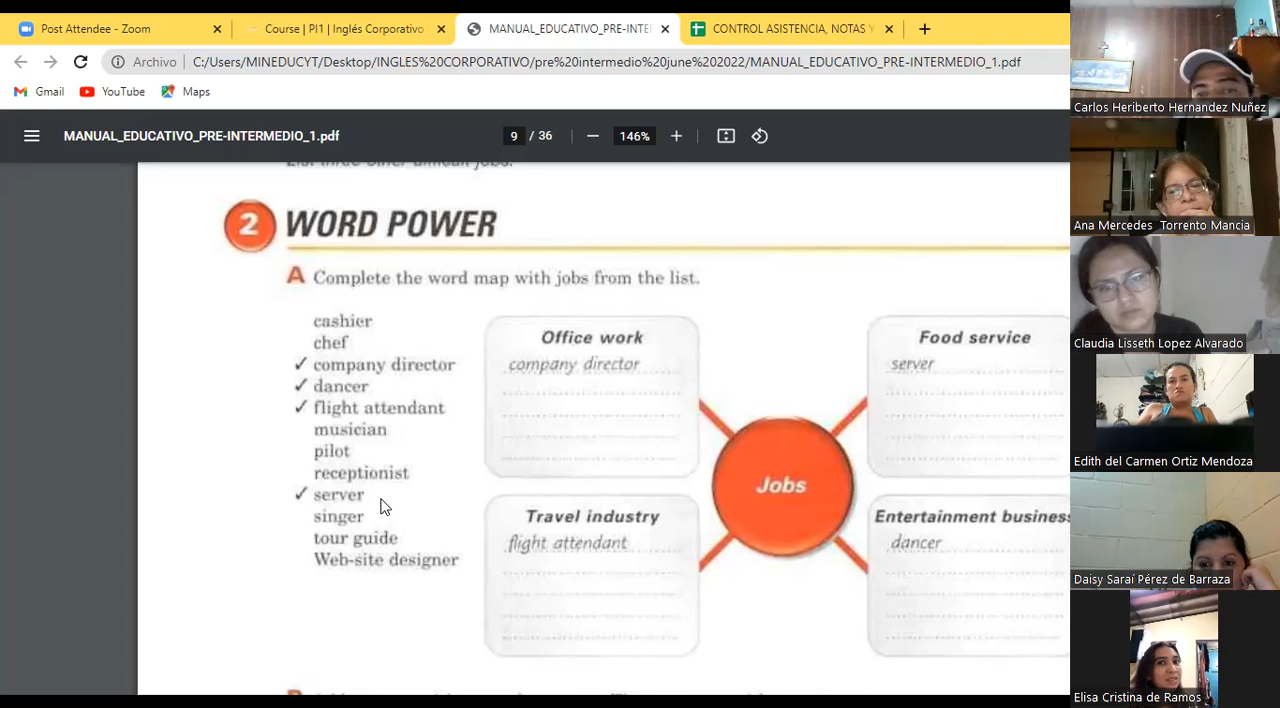 Post Attendee - Zoom
Course | PI1 | Inglés Corporativo
MANUAL_EDUCATIVO_PRE-INTE
CONTROL ASISTENCIA, NOTAS Y
Archivo
C:/Users/MINEDUCYT/Desktop/INGLES%20CORPORATIVO/pre%20intermedio%20june%202022/MANUAL_EDUCATIVO_PRE-INTERMEDIO_1.pdf
Gmail
YouTube
Maps
MANUAL_EDUCATIVO_PRE-INTERMEDIO_1.pdf
9 / 36
146%
2 WORD POWER
A Complete the word map with jobs from the list.
cashier
chef
✓ company director
✓ dancer
✓ flight attendant
musician
pilot
receptionist
✓ server
singer
tour guide
Web-site designer
Office work
company director
Food service
server
Jobs
Travel industry
flight attendant
Entertainment business
dancer
Carlos Heriberto Hernandez Nuñez
Ana Mercedes Torrento Mancia
Claudia Lisseth Lopez Alvarado
Edith del Carmen Ortiz Mendoza
Daisy Saraí Pérez de Barraza
Elisa Cristina de Ramos